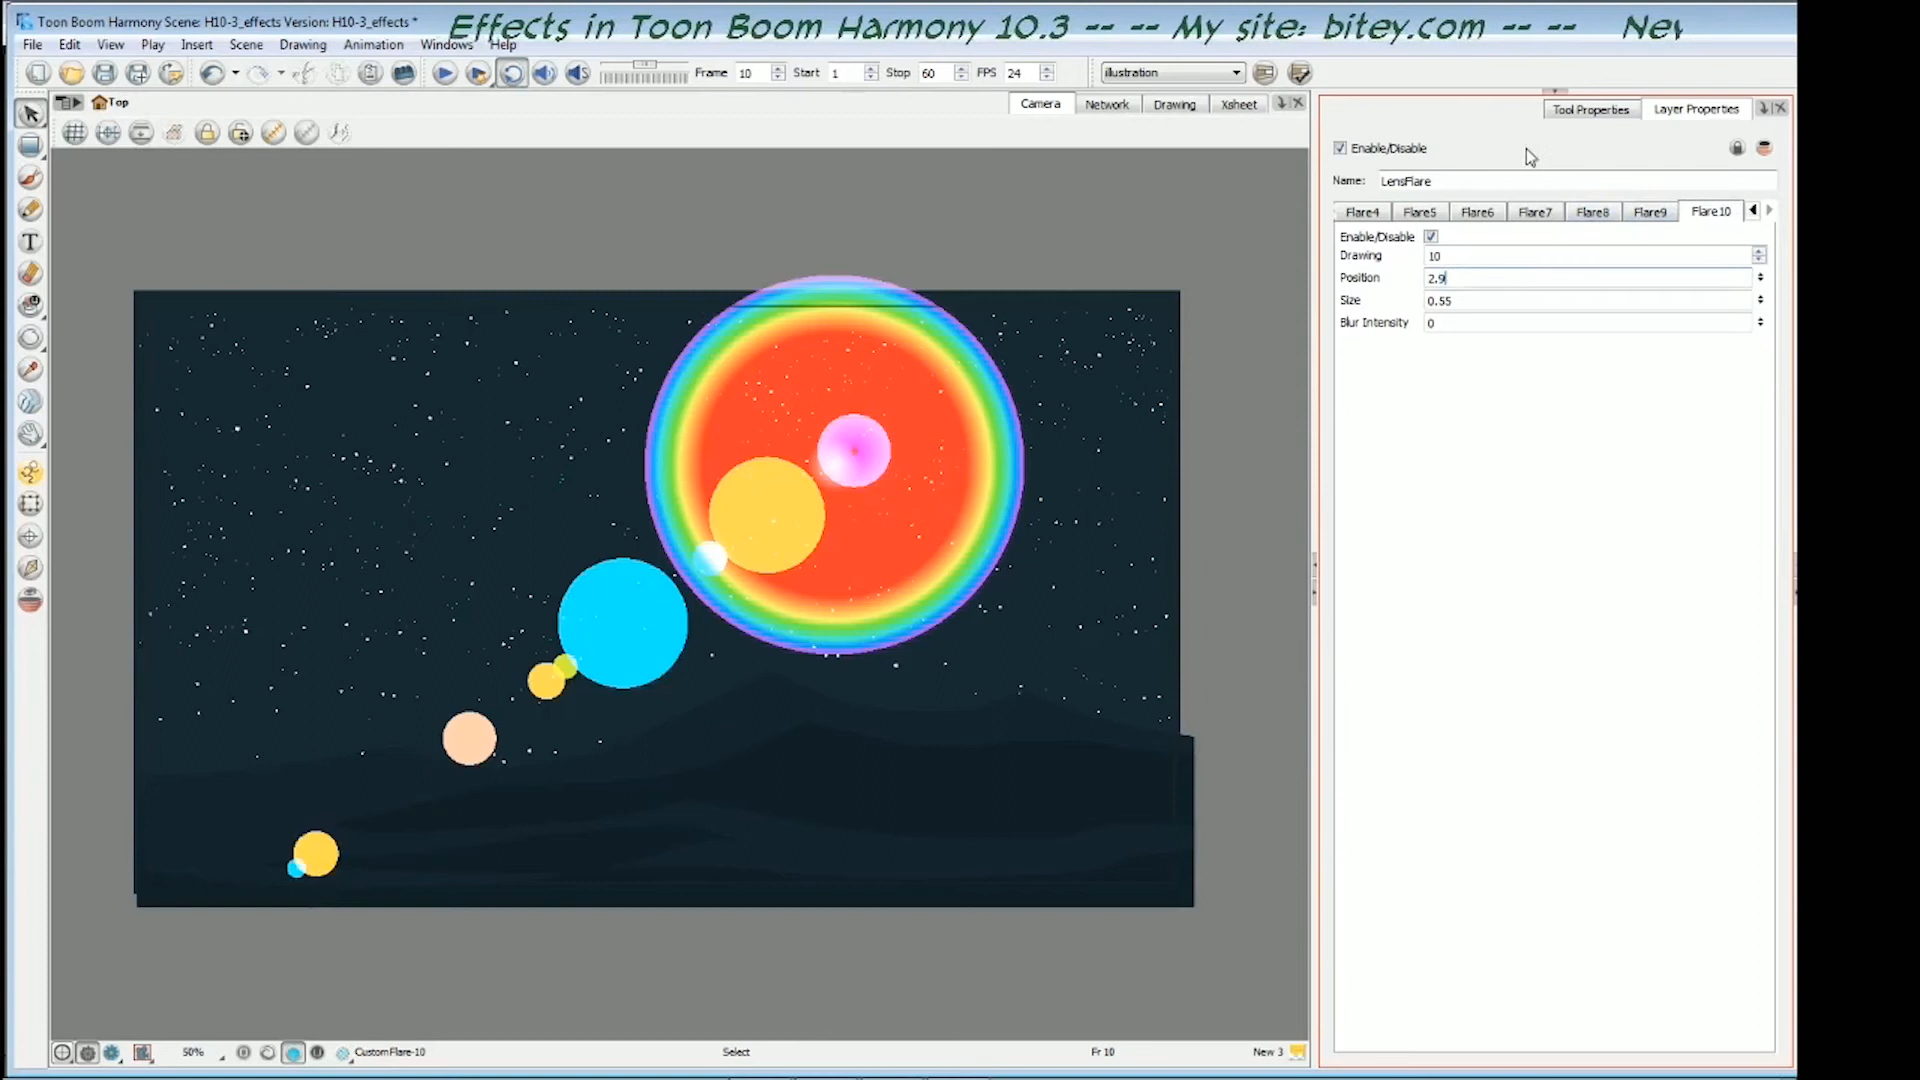 Toon Boom Harmony Scene: H10-3_effects Version: H10-3_effects *
Effects in Toon Boom Harmony 10.3 -- -- My site: bitey.com -- -- Nev
File Edit View Play Insert Scene Drawing Animation Windows Help
Frame 10 Start 1 Stop 60 FPS 24 illustration
Top Camera Network Drawing Xsheet
Tool Properties Layer Properties
Enable/Disable
Name: LensFlare
Flare4 Flare5 Flare6 Flare7 Flare8 Flare9 Flare10
Enable/Disable
Drawing 10
Position 2.9
Size 0.55
Blur Intensity 0
50% CustomFlare-10 Select Fr 10 New 3